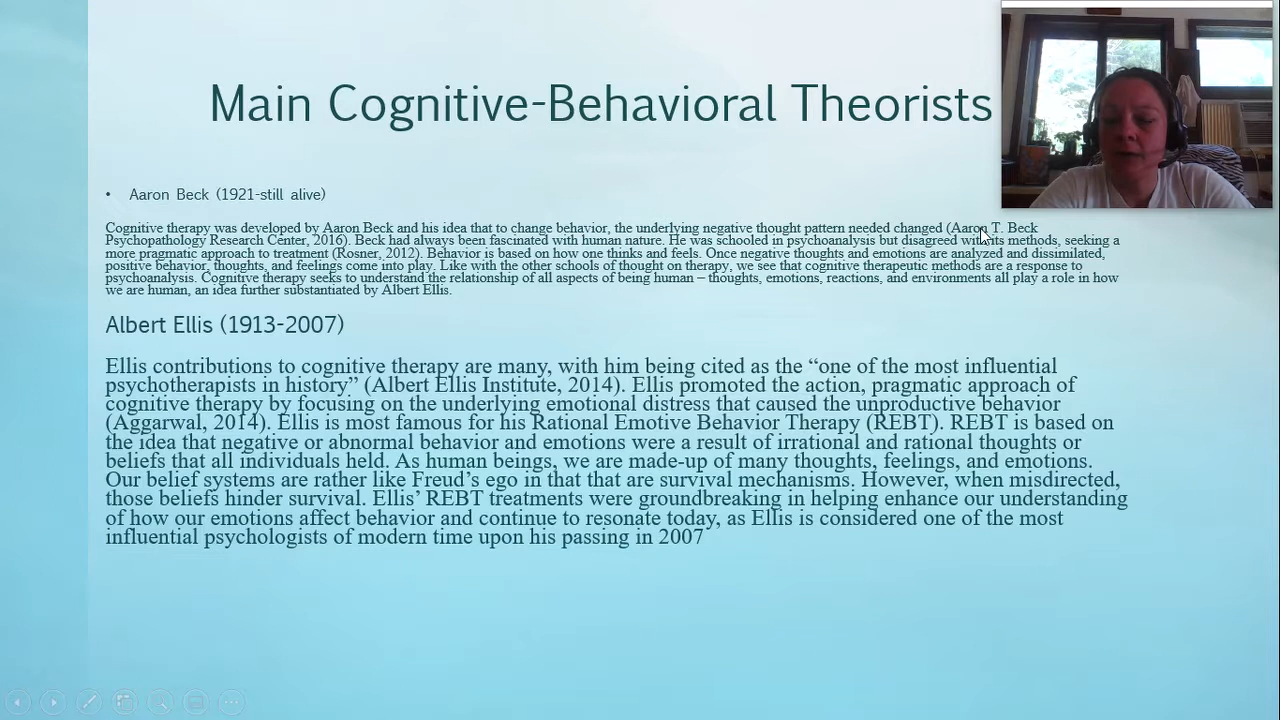 Main Cognitive-Behavioral Theorists
• Aaron Beck (1921-still alive)
Cognitive therapy was developed by Aaron Beck and his idea that to change behavior, the underlying negative thought pattern needed changed (Aaron T. Beck
Psychopathology Research Center, 2016). Beck had always been fascinated with human nature. He was schooled in psychoanalysis but disagreed with its methods, seeking a
more pragmatic approach to treatment (Rosner, 2012). Behavior is based on how one thinks and feels. Once negative thoughts and emotions are analyzed and dissimilated,
positive behavior, thoughts, and feelings come into play. Like with the other schools of thought on therapy, we see that cognitive therapeutic methods are a response to
psychoanalysis. Cognitive therapy seeks to understand the relationship of all aspects of being human – thoughts, emotions, reactions, and environments all play a role in how
we are human, an idea further substantiated by Albert Ellis.
Albert Ellis (1913-2007)
Ellis contributions to cognitive therapy are many, with him being cited as the “one of the most influential
psychotherapists in history” (Albert Ellis Institute, 2014). Ellis promoted the action, pragmatic approach of
cognitive therapy by focusing on the underlying emotional distress that caused the unproductive behavior
(Aggarwal, 2014). Ellis is most famous for his Rational Emotive Behavior Therapy (REBT). REBT is based on
the idea that negative or abnormal behavior and emotions were a result of irrational and rational thoughts or
beliefs that all individuals held. As human beings, we are made-up of many thoughts, feelings, and emotions.
Our belief systems are rather like Freud’s ego in that that are survival mechanisms. However, when misdirected,
those beliefs hinder survival. Ellis’ REBT treatments were groundbreaking in helping enhance our understanding
of how our emotions affect behavior and continue to resonate today, as Ellis is considered one of the most
influential psychologists of modern time upon his passing in 2007